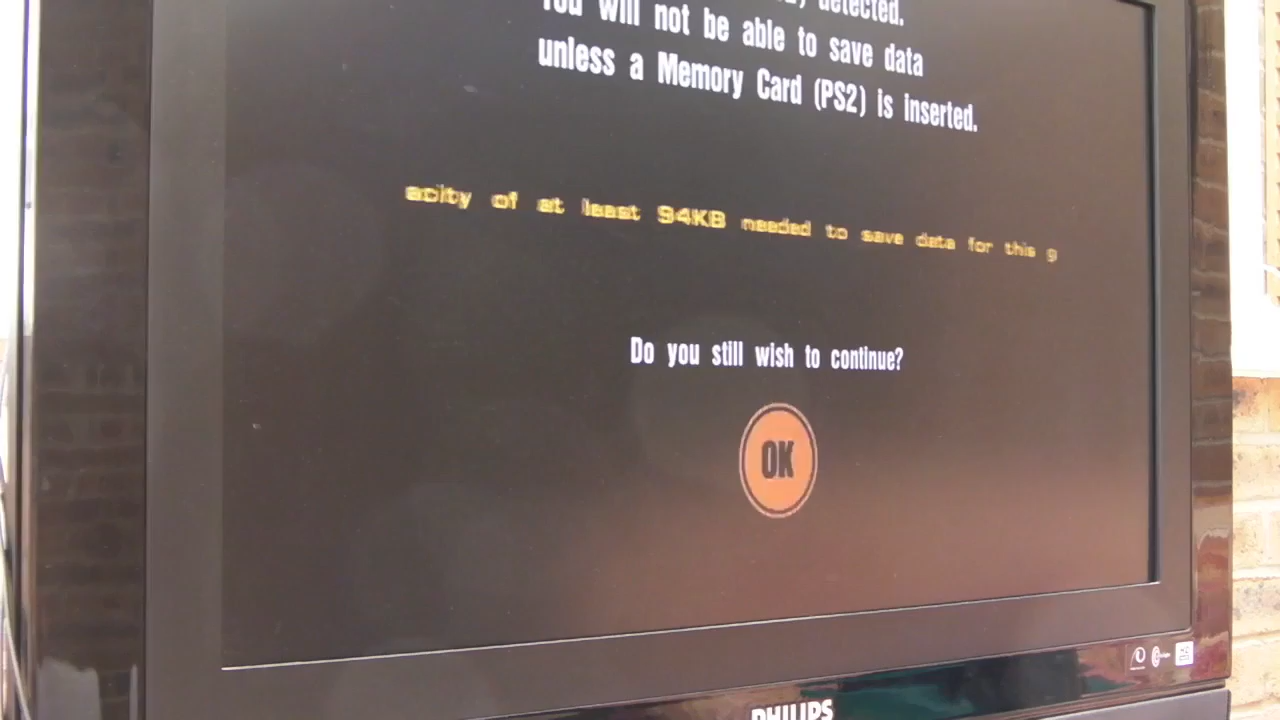 detected.
You will not be able to save data
unless a Memory Card (PS2) is inserted.
acity of at least 94KB needed to save data for this g
Do you still wish to continue?
OK
PHILIPS